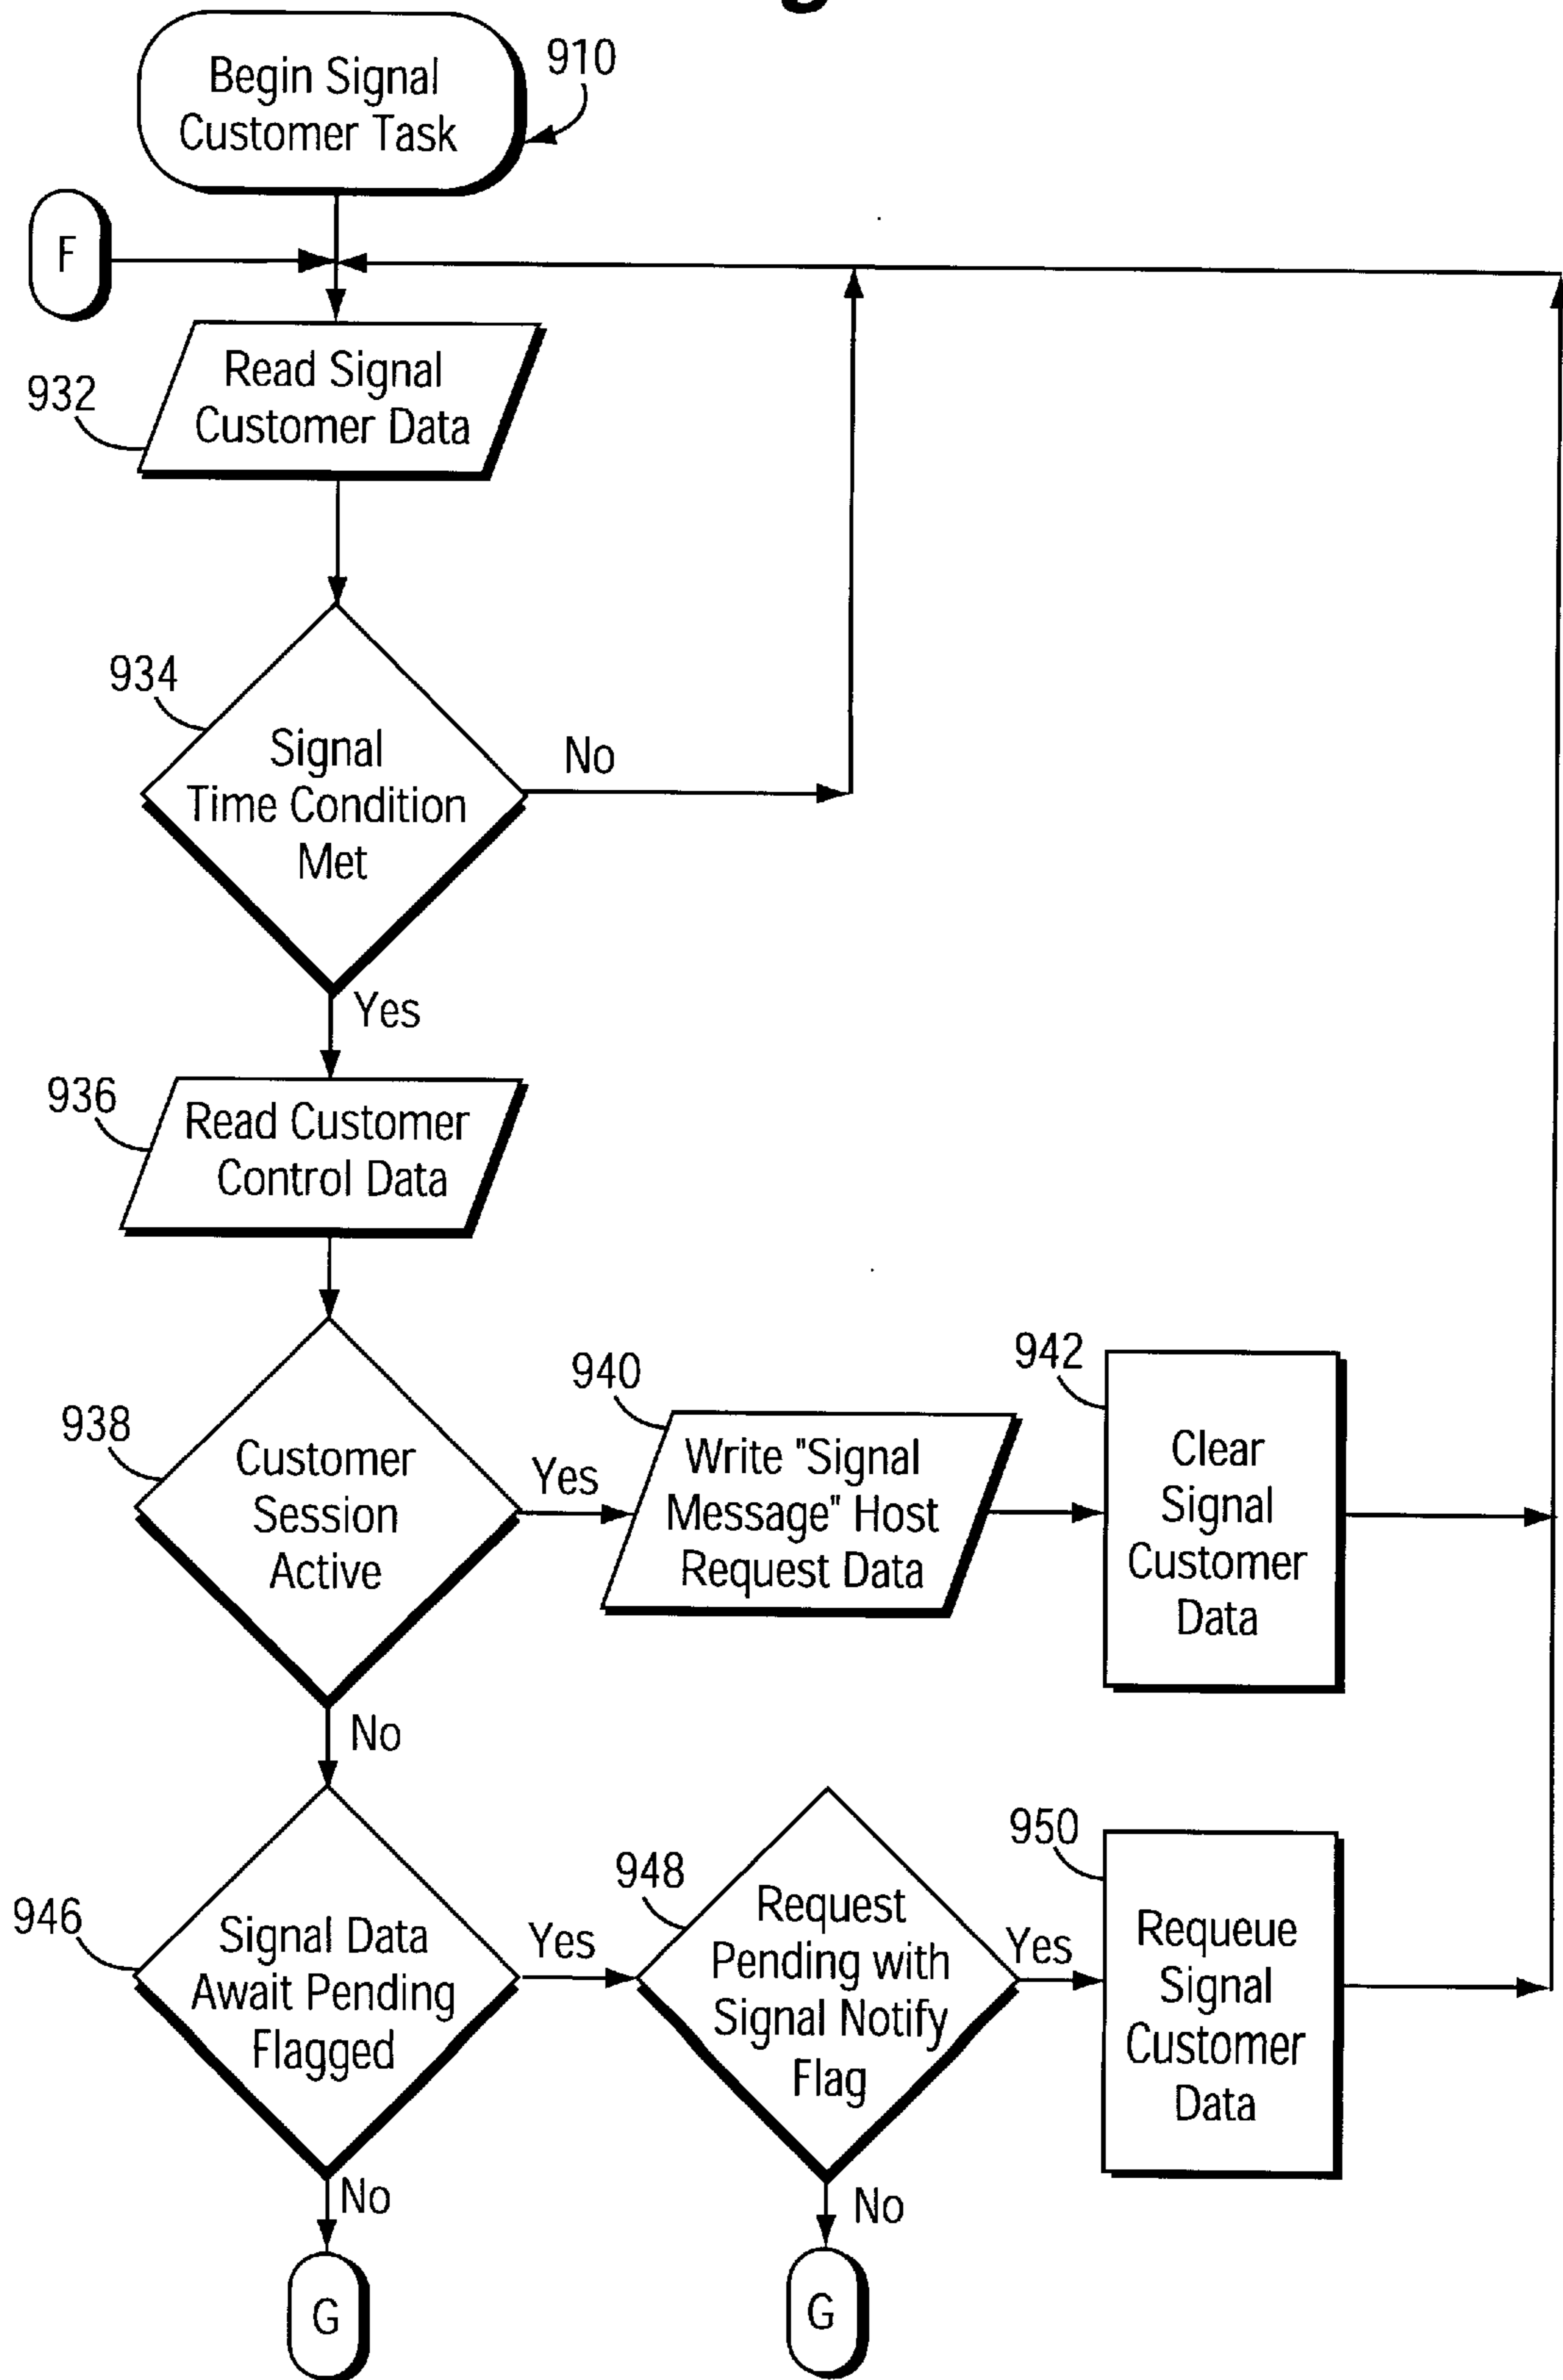 Begin Signal
Customer Task
910
F
Read Signal
Customer Data
932
934
Signal
Time Condition
Met
No
Yes
936
Read Customer
Control Data
938
Customer
Session
Active
Yes
940
Write "Signal
Message" Host
Request Data
942
Clear
Signal
Customer
Data
No
946
Signal Data
Await Pending
Flagged
Yes
948
Request
Pending with
Signal Notify
Flag
Yes
950
Requeue
Signal
Customer
Data
No
No
G
G